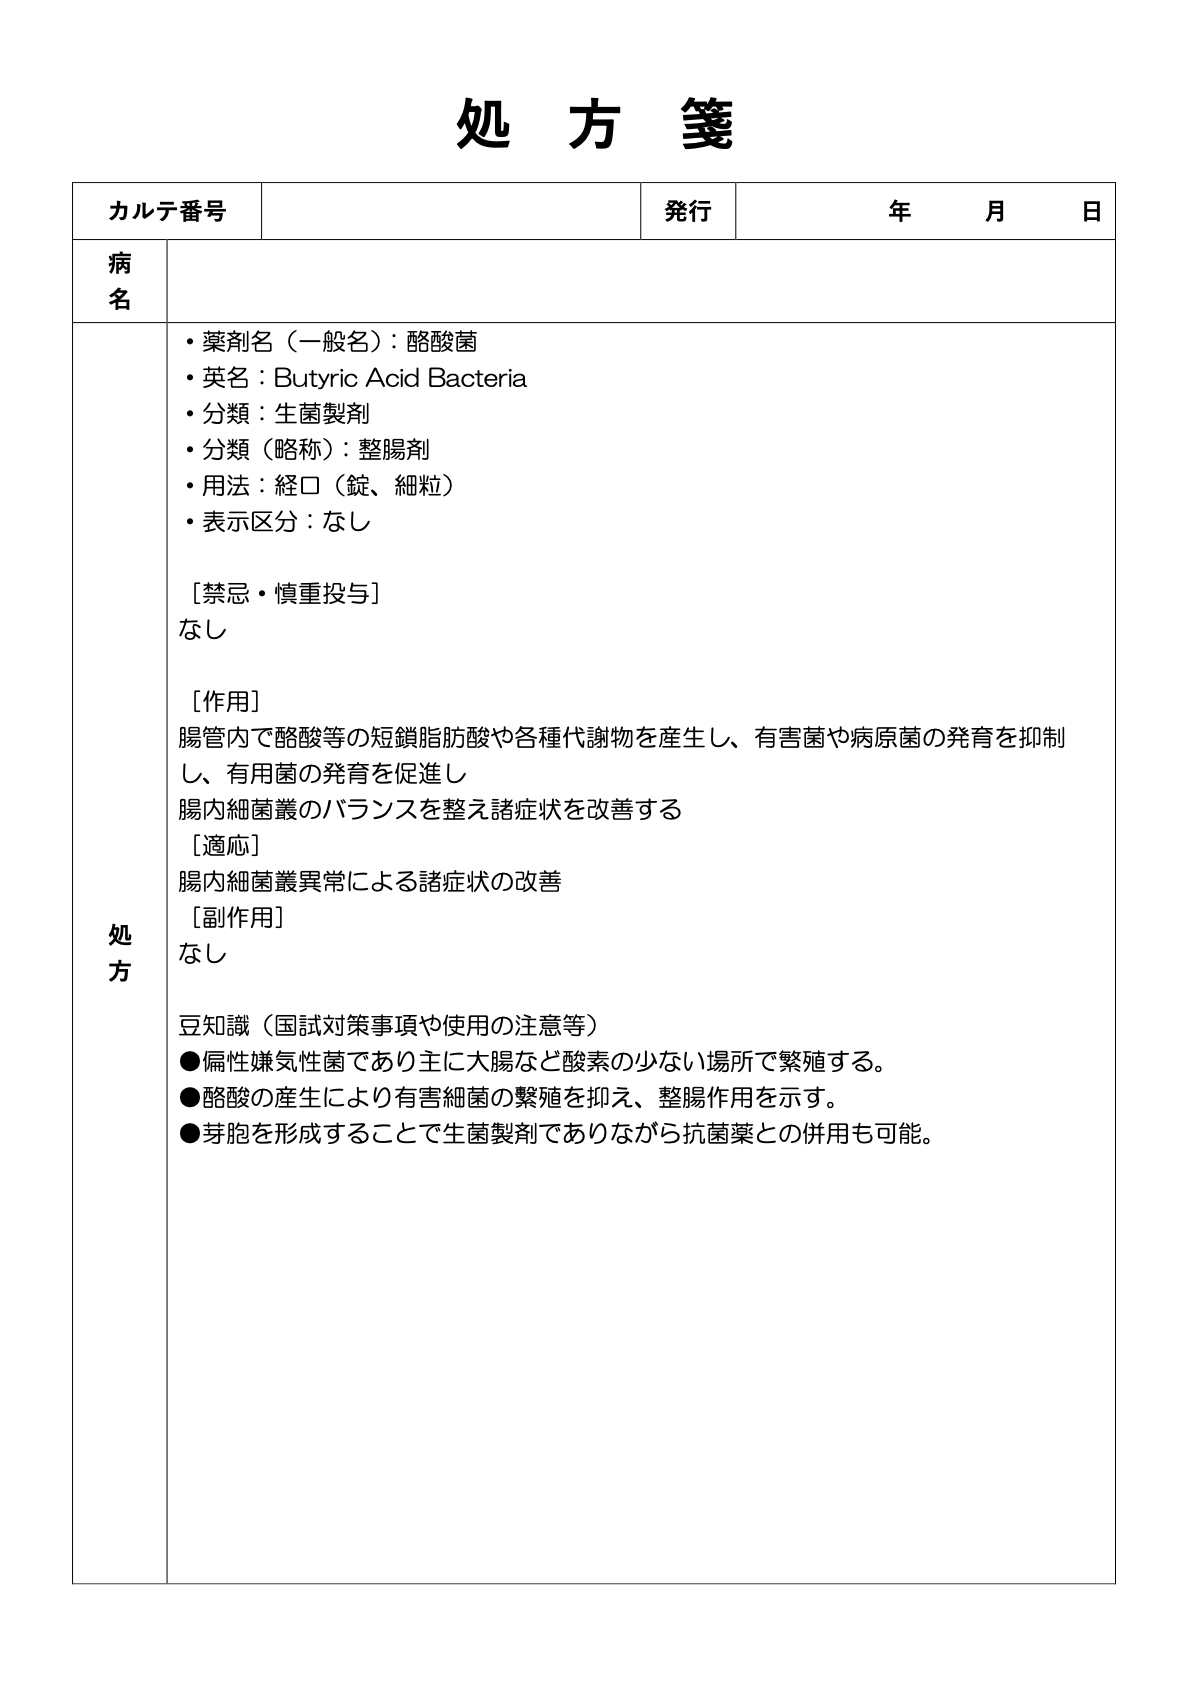 処 方 箋
カルテ番号 発行 年 月 日
病名
・薬剤名（一般名）：酪酸菌
・英名：Butyric Acid Bacteria
・分類：生菌製剤
・分類（略称）：整腸剤
・用法：経口（錠、細粒）
・表示区分：なし
［禁忌・慎重投与］
なし
［作用］
腸管内で酪酸等の短鎖脂肪酸や各種代謝物を産生し、有害菌や病原菌の発育を抑制
し、有用菌の発育を促進し
腸内細菌叢のバランスを整え諸症状を改善する
［適応］
腸内細菌叢異常による諸症状の改善
［副作用］
処方
なし
豆知識（国試対策事項や使用の注意等）
●偏性嫌気性菌であり主に大腸など酸素の少ない場所で繁殖する。
●酪酸の産生により有害細菌の繫殖を抑え、整腸作用を示す。
●芽胞を形成することで生菌製剤でありながら抗菌薬との併用も可能。